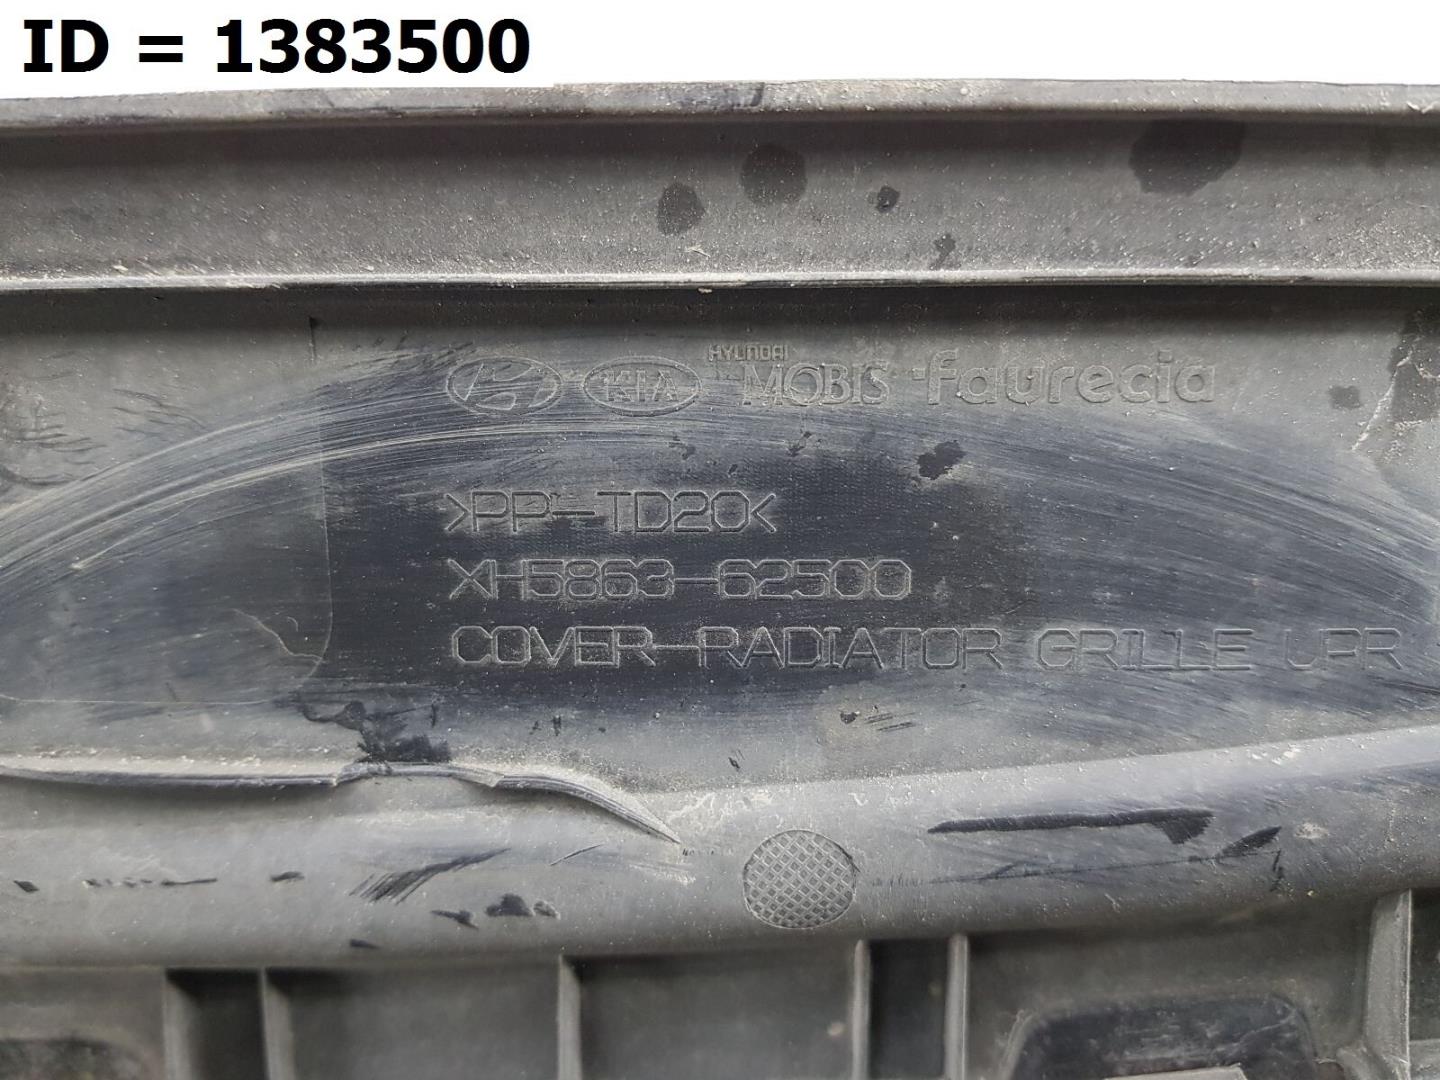 ID = 1383500
KIA HYUNDAI MOBIS faurecia
>PP-TD20<
XH5863-62500
COVER-RADIATOR GRILLE UPR